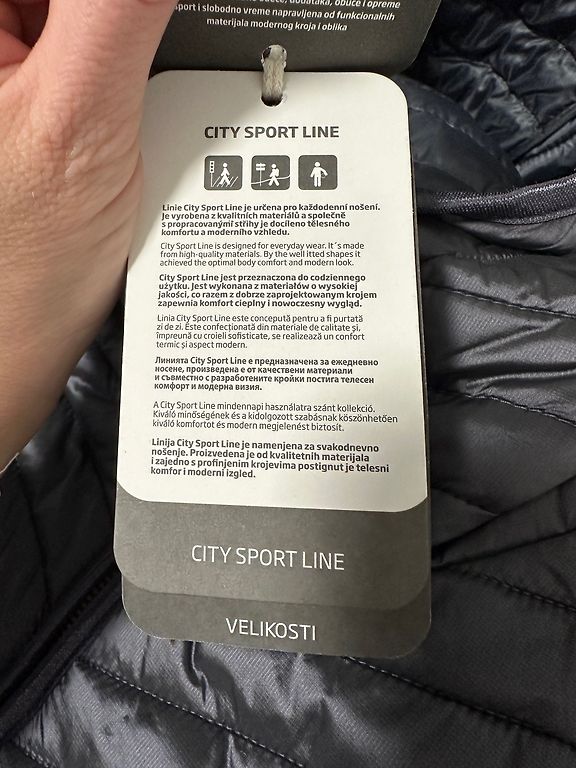 obuće i opreme
sport i slobodno vreme napravljena od funkcionalnih
materijala modernog kroja i oblika
CITY SPORT LINE
Linie City Sport Line je určena pro každodenní nošení.
Je vyrobena z kvalitních materiálů a společně
s propracovanými střihy je docíleno tělesného
komfortu a moderního vzhledu.
City Sport Line is designed for everyday wear. It´s made
from high-quality materials. By the well itted shapes it
achieved the optimal body comfort and modern look.
City Sport Line jest przeznaczona do codziennego
użytku. Jest wykonana z materiałów o wysokiej
jakości, co razem z dobrze zaprojektowanym krojem
zapewnia komfort cieplny i nowoczesny wygląd.
Linia City Sport Line este concepută pentru a fi purtată
zi de zi. Este confecționată din materiale de calitate și,
împreună cu croieli sofisticate, se realizează un confort
termic și aspect modern.
Линията City Sport Line е предназначена за ежедневно
носене, произведена е от качествени материали
и съвместно с разработените кройки постига телесен
комфорт и модерна визия.
A City Sport Line mindennapi használatra szánt kollekció.
Kiváló minőségének és a kidolgozott szabásnak köszönhetően
kiváló komfortot és modern megjelenést biztosít.
Linija City Sport Line je namenjena za svakodnevno
nošenje. Proizvedena je od kvalitetnih materijala
i zajedno s profinjenim krojevima postignut je telesni
komfor i moderni izgled.
CITY SPORT LINE
VELIKOSTI